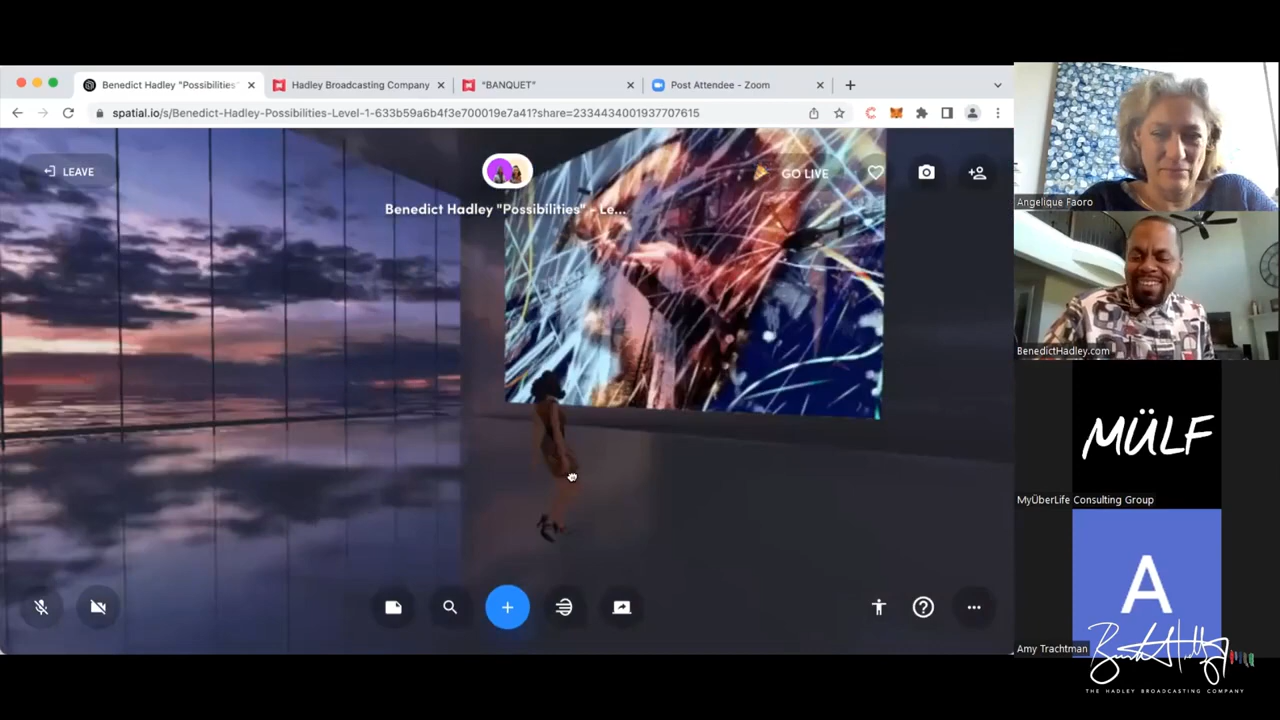 Benedict Hadley "Possibilities"
Hadley Broadcasting Company
"BANQUET"
Post Attendee - Zoom
spatial.io/s/Benedict-Hadley-Possibilities-Level-1-633b59a6b4f3e700019e7a41?share=2334434001937707615
LEAVE
GO LIVE
Benedict Hadley "Possibilities" - Le...
Angelique Faoro
BenedictHadley.com
MÜLF
MyÜberLife Consulting Group
A
Amy Trachtman
THE HADLEY BROADCASTING COMPANY